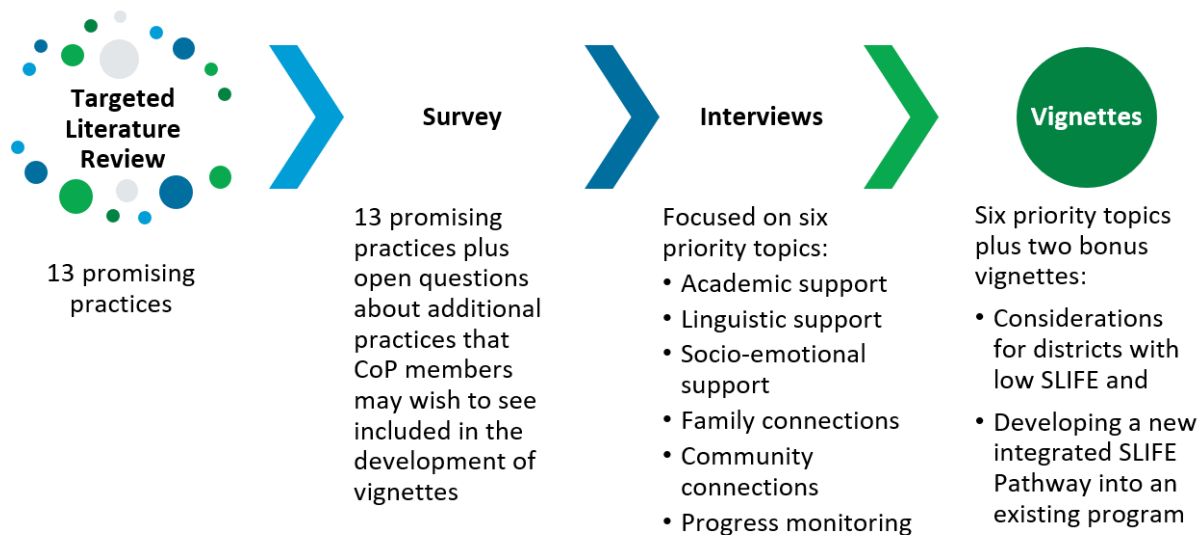 Targeted
Literature
Review
13 promising
practices
Survey
13 promising
practices plus
open questions
about additional
practices that
CoP members
may wish to see
included in the
development of
vignettes
Interviews
Focused on six
priority topics:
• Academic support
• Linguistic support
• Socio-emotional
support
• Family connections
• Community
connections
• Progress monitoring
Vignettes
Six priority topics
plus two bonus
vignettes:
• Considerations
for districts with
low SLIFE and
• Developing a new
integrated SLIFE
Pathway into an
existing program